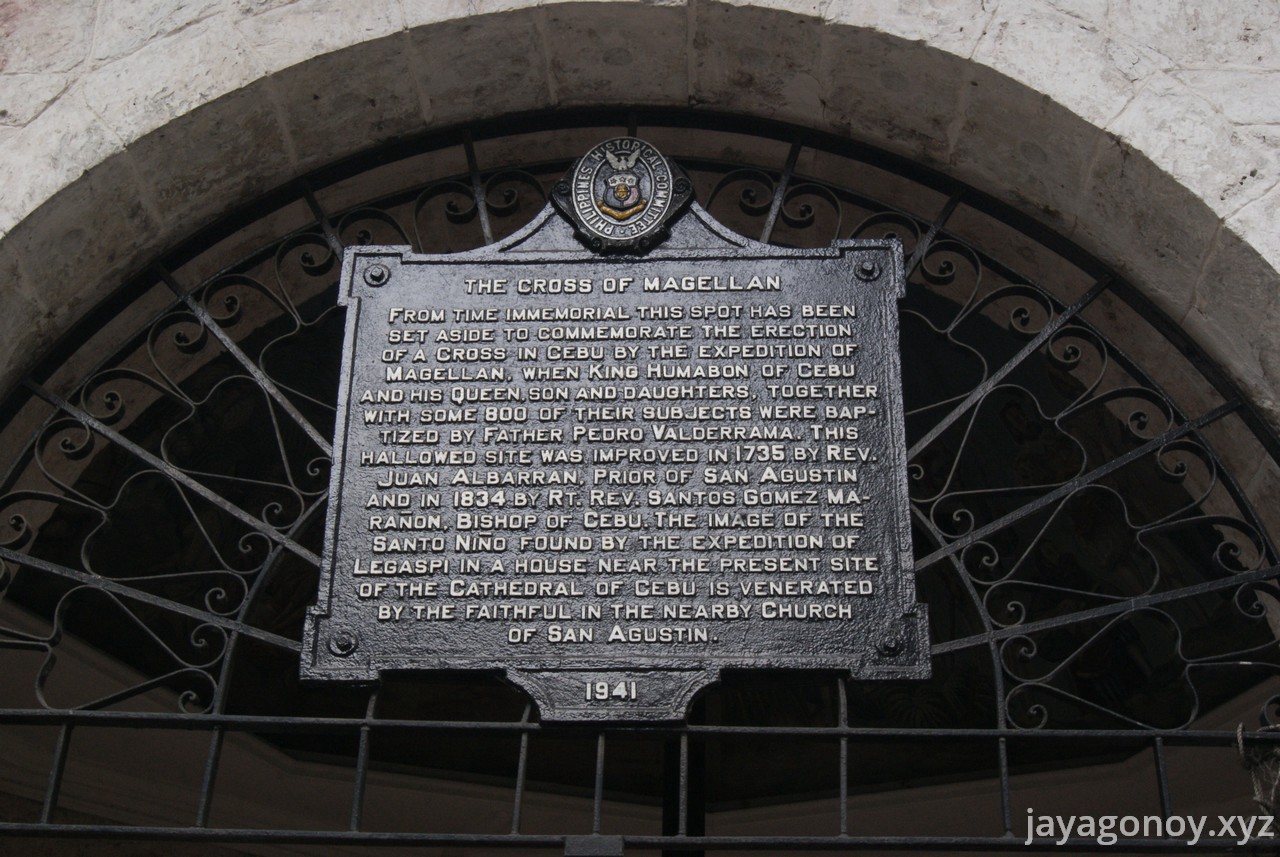 PHILIPPINES HISTORICAL COMMITTEE
THE CROSS OF MAGELLAN
FROM TIME IMMEMORIAL THIS SPOT HAS BEEN
SET ASIDE TO COMMEMORATE THE ERECTION
OF A CROSS IN CEBU BY THE EXPEDITION OF
MAGELLAN, WHEN KING HUMABON OF CEBU
AND HIS QUEEN, SON AND DAUGHTERS, TOGETHER
WITH SOME 800 OF THEIR SUBJECTS WERE BAP-
TIZED BY FATHER PEDRO VALDERRAMA. THIS
HALLOWED SITE WAS IMPROVED IN 1735 BY REV.
JUAN ALBARRAN, PRIOR OF SAN AGUSTIN
AND IN 1834 BY RT. REV. SANTOS GOMEZ MA-
RAÑON, BISHOP OF CEBU. THE IMAGE OF THE
SANTO NIÑO FOUND BY THE EXPEDITION OF
LEGASPI IN A HOUSE NEAR THE PRESENT SITE
OF THE CATHEDRAL OF CEBU IS VENERATED
BY THE FAITHFUL IN THE NEARBY CHURCH
OF SAN AGUSTIN.
1941
jayagonoy.xyz